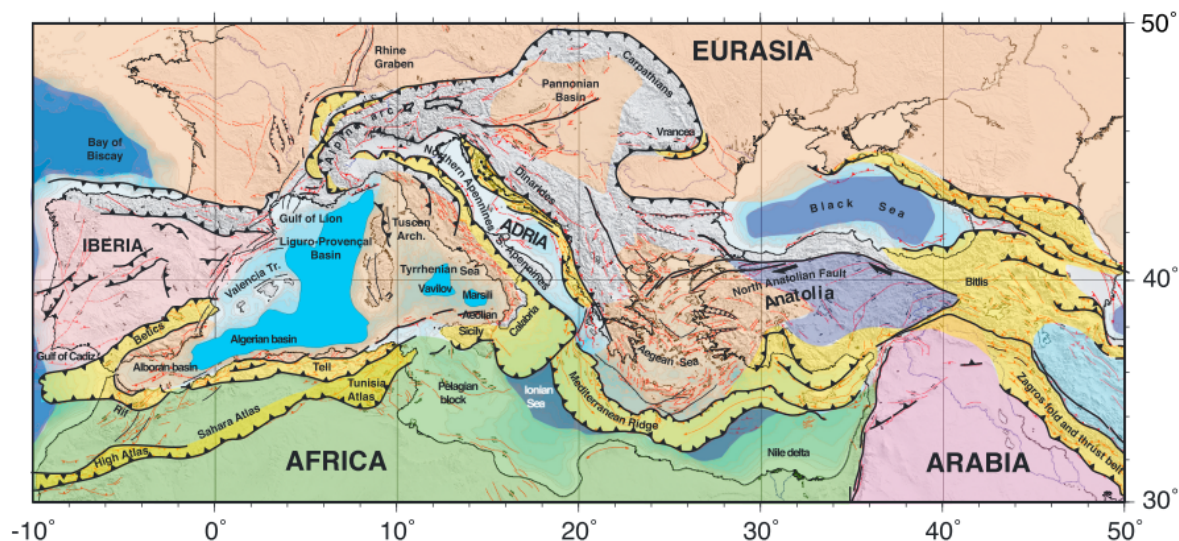 50°
Rhine
Graben
EURASIA
Carpathians
Pannonian
Basin
Alpine arc
Vrancea
Bay of
Biscay
Northern Apennines
Dinarides
Gulf of Lion
Black Sea
IBERIA
Liguro-Provençal
Basin
Tuscan
Arch.
ADRIA
S. Apennines
Valencia Tr.
Tyrrhenian Sea
Vavilov
Marsili
North Anatolian Fault
Anatolia
Bitlis
40°
Aeolian
Sicily
Calabria
Betics
Algerian basin
Gulf of Cadiz
Alboran basin
Tell
Aegean Sea
Tunisia
Atlas
Pelagian
block
Ionian
Sea
Mediterranean Ridge
Zagros fold and thrust belt
Rif
Sahara Atlas
High Atlas
AFRICA
Nile delta
ARABIA
30°
-10° 0° 10° 20° 30° 40° 50°